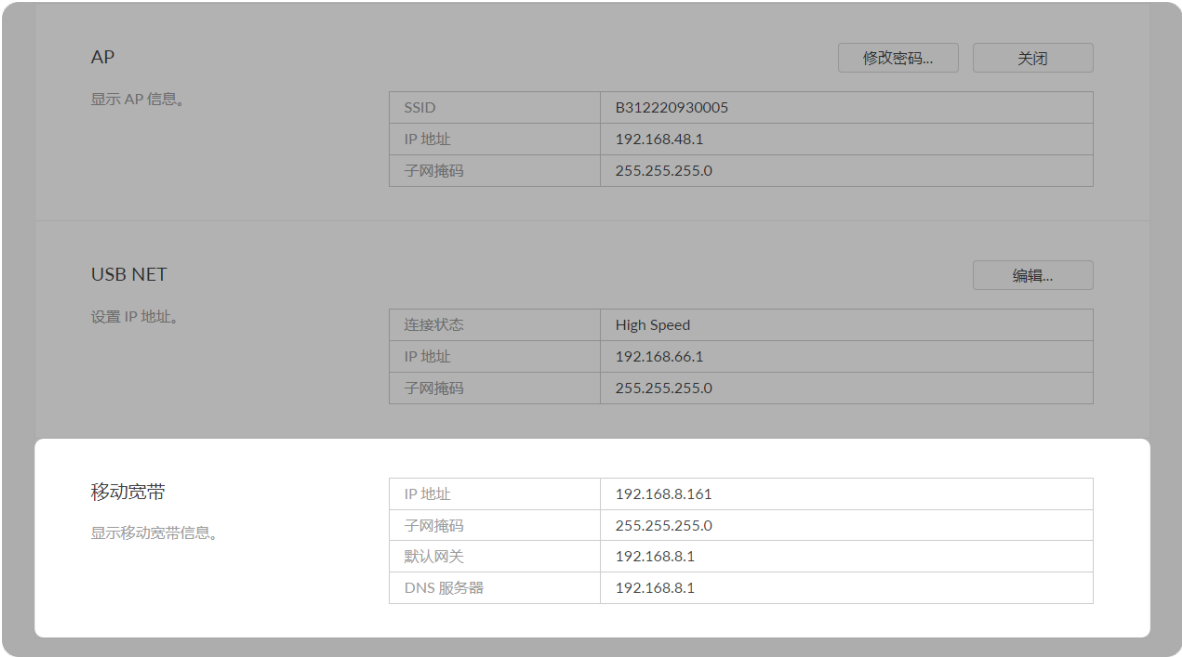 AP
修改密码...
关闭
显示 AP 信息。
SSID B312220930005
IP 地址 192.168.48.1
子网掩码 255.255.255.0
USB NET
编辑...
设置 IP 地址。
连接状态 High Speed
IP 地址 192.168.66.1
子网掩码 255.255.255.0
移动宽带
显示移动宽带信息。
IP 地址 192.168.8.161
子网掩码 255.255.255.0
默认网关 192.168.8.1
DNS 服务器 192.168.8.1